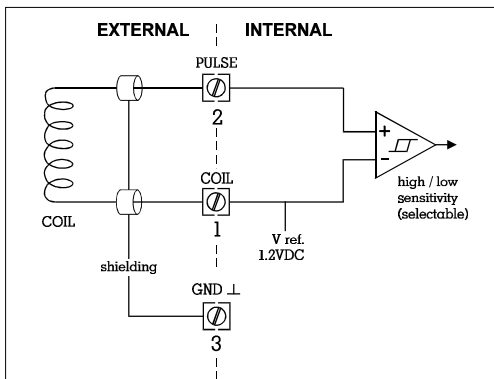 EXTERNAL INTERNAL
PULSE
2
+
-
high / low
sensitivity
(selectable)
COIL
COIL
1
V ref.
1.2VDC
shielding
GND ⊥
3